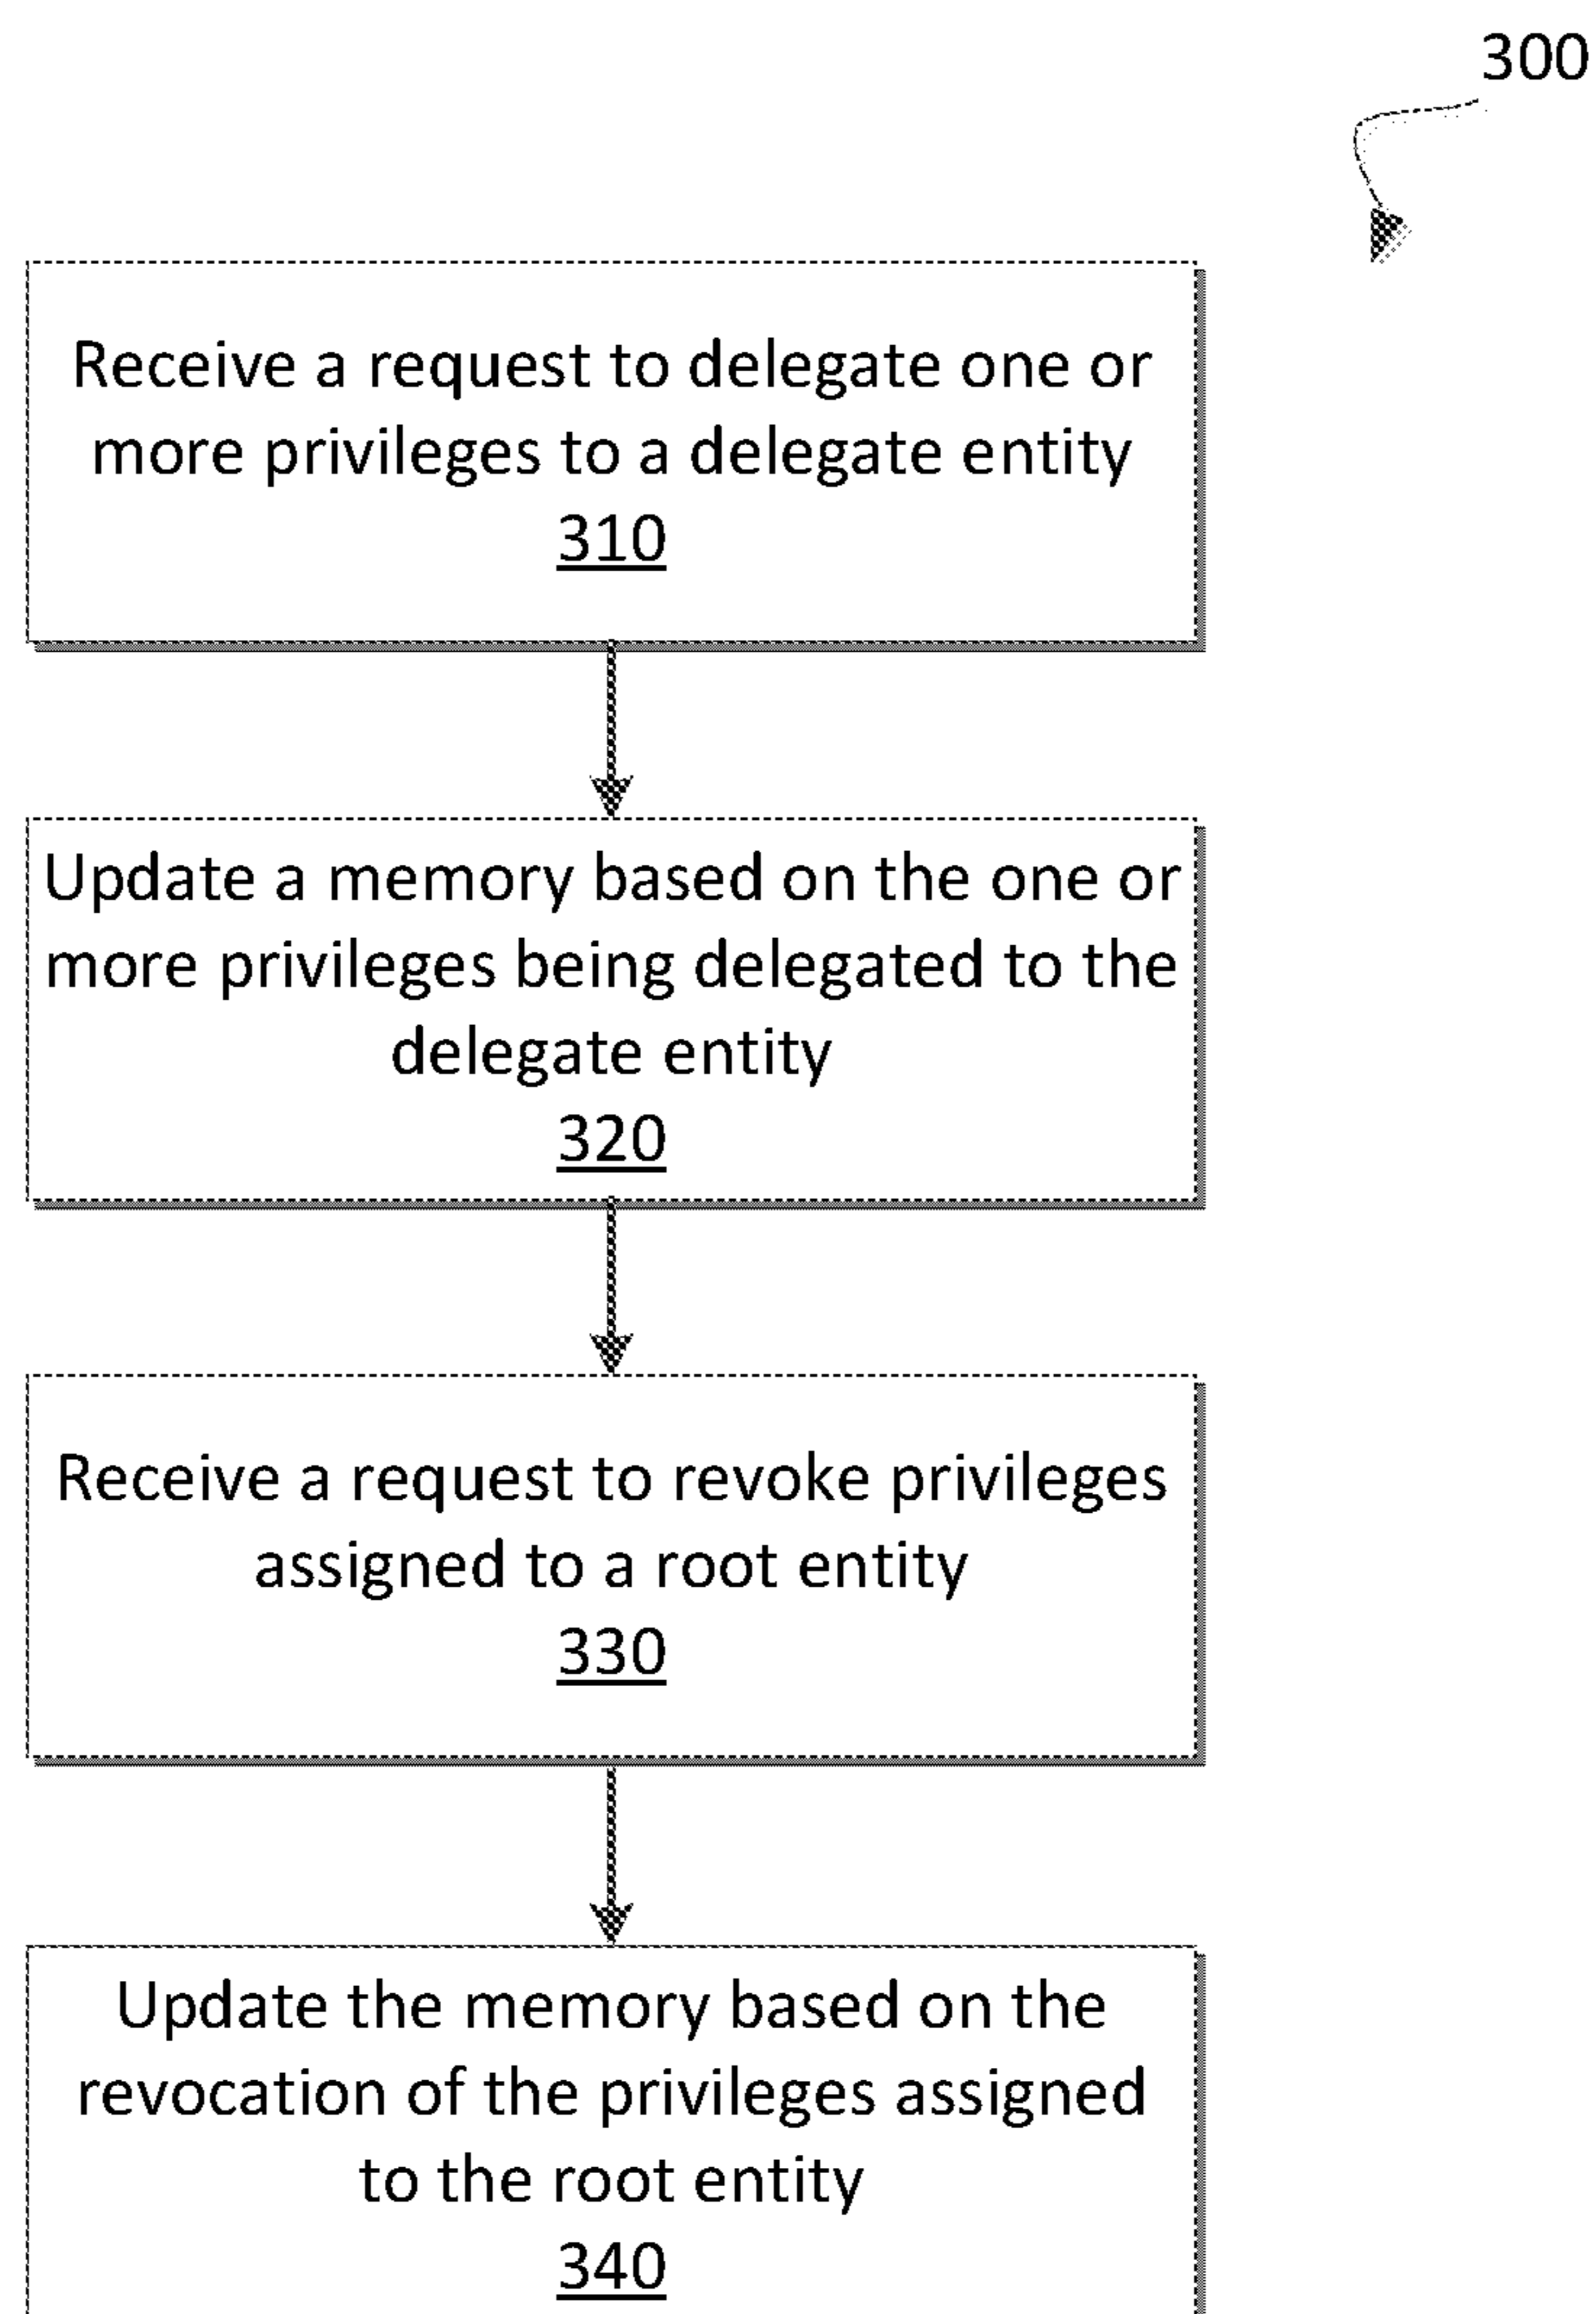 300
Receive a request to delegate one or
more privileges to a delegate entity
310
Update a memory based on the one or
more privileges being delegated to the
delegate entity
320
Receive a request to revoke privileges
assigned to a root entity
330
Update the memory based on the
revocation of the privileges assigned
to the root entity
340